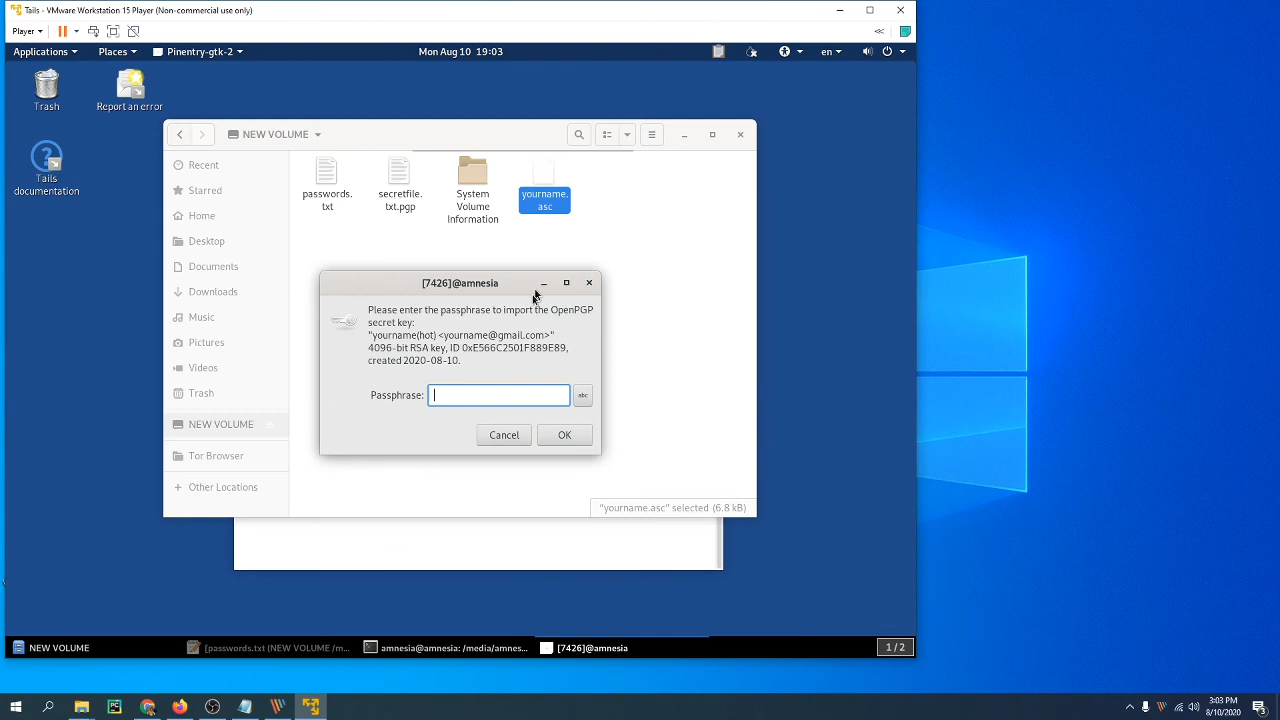 Tails - VMware Workstation 15 Player (Non-commercial use only)
Player
Applications Places Pinentry-gtk-2 Mon Aug 10 19:03 en
Trash
Report an error
Tails
documentation
NEW VOLUME
Recent
Starred
Home
Desktop
Documents
Downloads
Music
Pictures
Videos
Trash
NEW VOLUME
Tor Browser
Other Locations
passwords.
txt
secretfile.
txt.pgp
System
Volume
Information
yourname.
asc
[7426]@amnesia
Please enter the passphrase to import the OpenPGP
secret key:
"yourname(hot) <yourname@gmail.com>"
4096-bit RSA key, ID 0xE566C2501F889E89,
created 2020-08-10.
Passphrase: abc
Cancel OK
"yourname.asc" selected (6.8 kB)
NEW VOLUME [passwords.txt (NEW VOLUME /m... amnesia@amnesia: /media/amnes... [7426]@amnesia 1 / 2
3:03 PM
8/10/2020